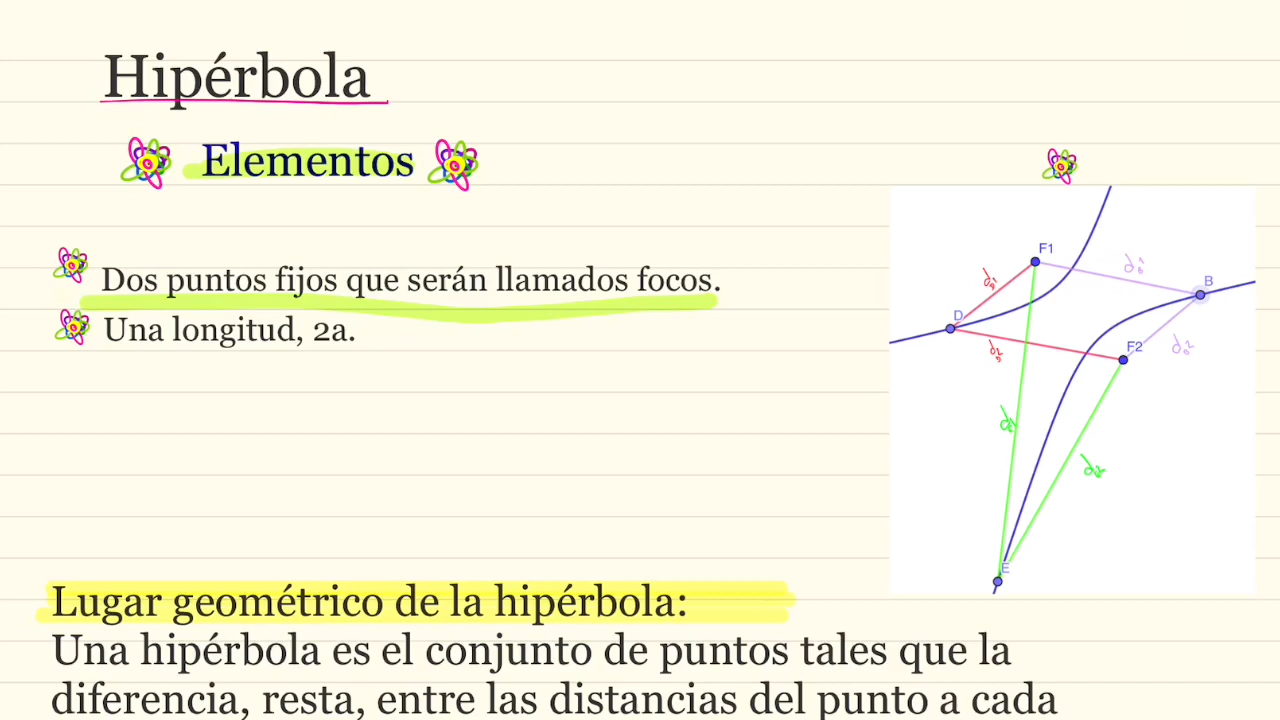 Hipérbola
Elementos
Dos puntos fijos que serán llamados focos.
Una longitud, 2a.
F1
B
D
F2
E
Lugar geométrico de la hipérbola:
Una hipérbola es el conjunto de puntos tales que la
diferencia, resta, entre las distancias del punto a cada